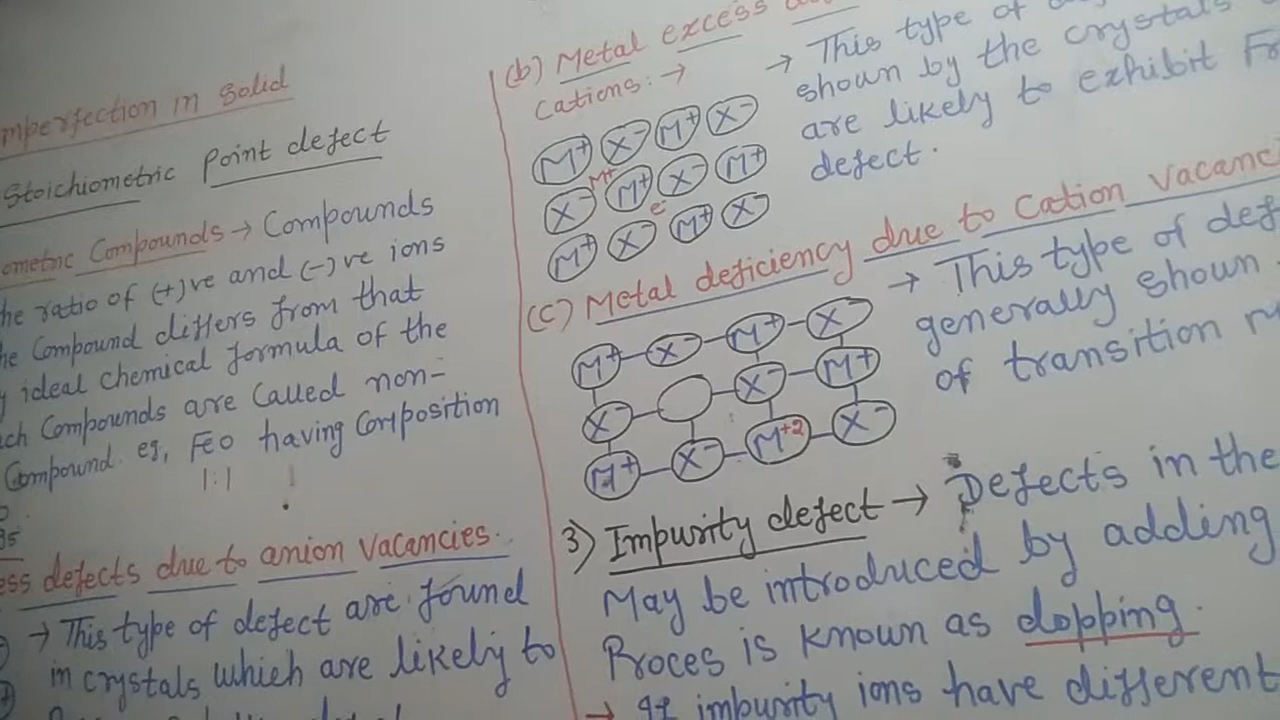 mperfection in Solid
Stoichiometric Point defect
ometric Compounds → Compounds
he ratio of (+)ve and (-)ve ions
he Compound differs from that
y ideal chemical formula of the
ch Compounds are Called non-
Compound. eg, FeO having Composition
1:1
95
ess defects due to anion vacancies.
→ This type of defect are found
in crystals which are likely to
(b) Metal excess
Cations: →
M+ X- M+ X-
M+
X- M+ X- M+
e-
M+ X- M+ X-
→ This type of
shown by the crystals
are likely to exhibit Fr
defect.
(c) Metal deficiency due to Cation Vacanci
M+ X- M+ X-
X- X- M+
M+ X- M+2 X-
→ This type of def
generally shown
of transition m
3) Impurity defect → Defects in the
May be introduced by adding
Proces is known as dopping.
→ If impurity ions have different